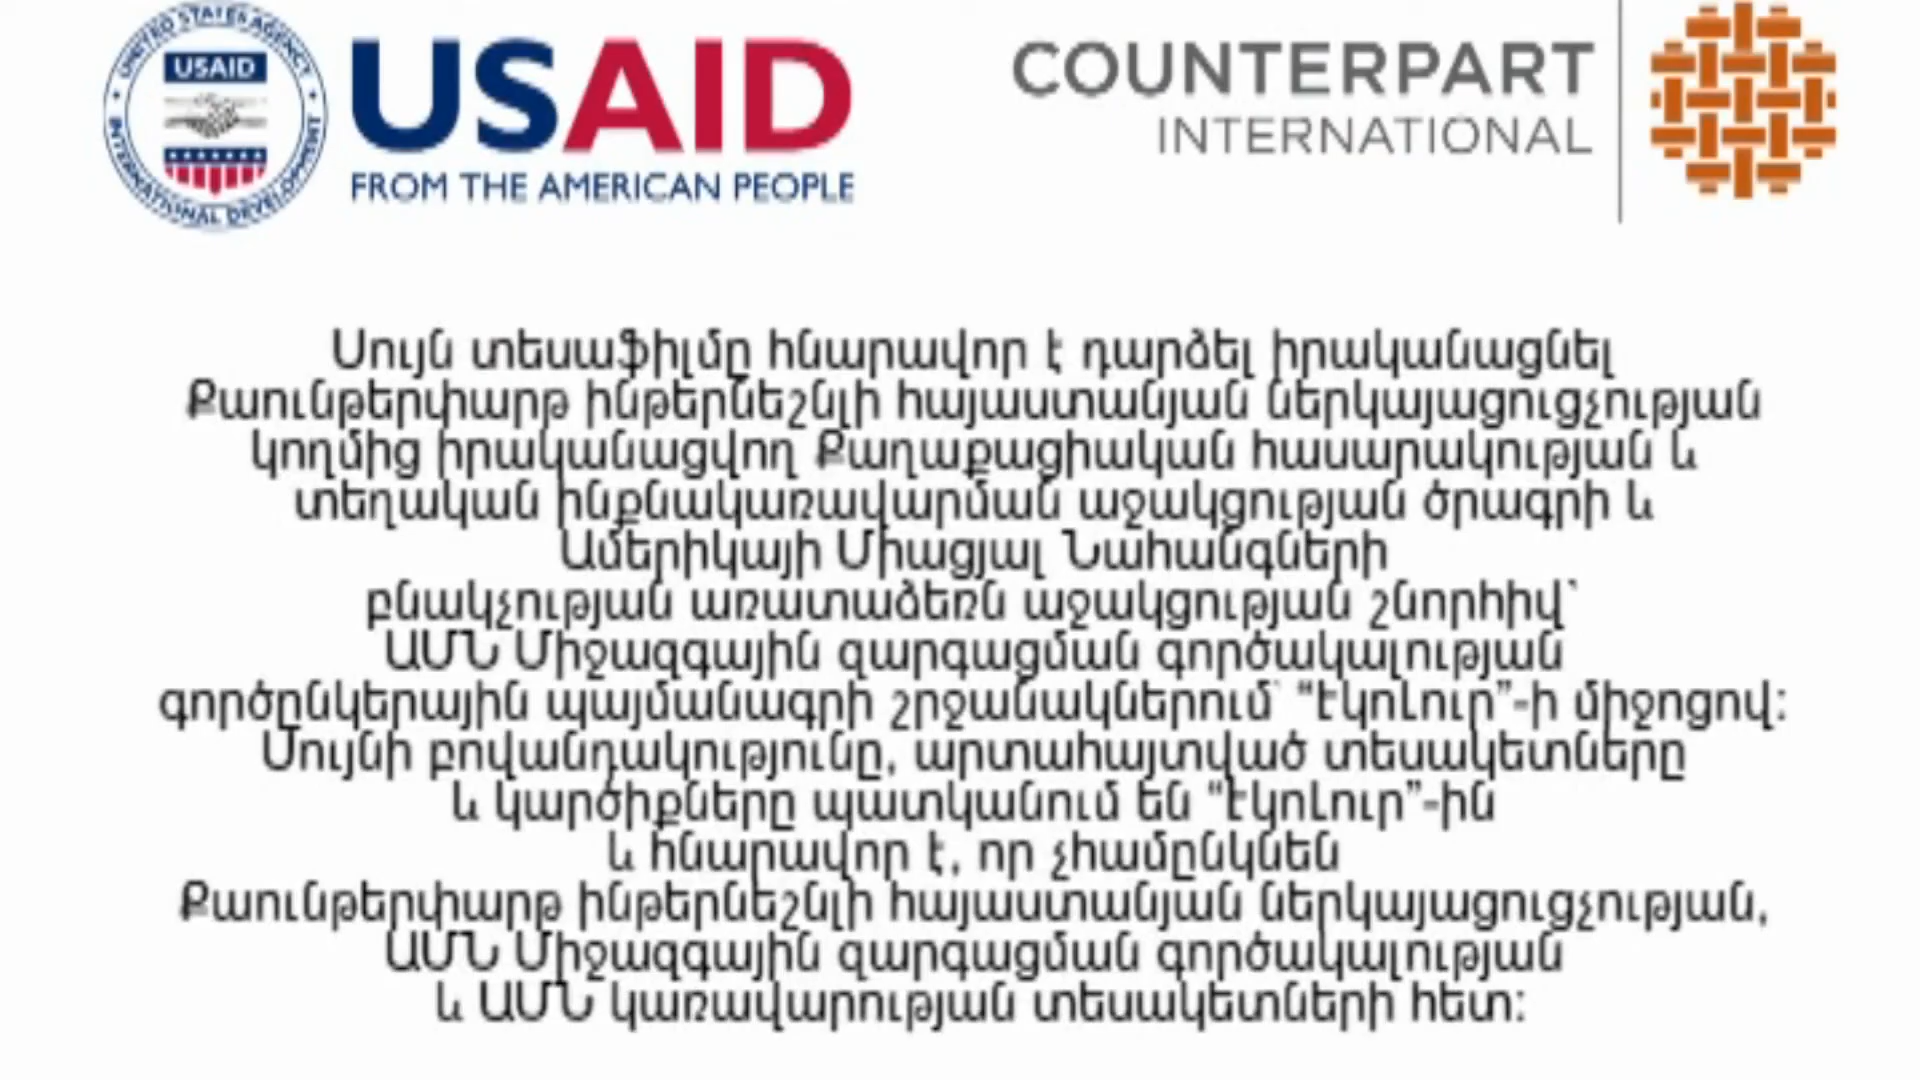 UNITED STATES AGENCY
USAID
INTERNATIONAL DEVELOPMENT
USAID
FROM THE AMERICAN PEOPLE
COUNTERPART
INTERNATIONAL
Սույն տեսաֆիլմը հնարավոր է դարձել իրականացնել
Քաունթերփարթ ինթերնեշնլի հայաստանյան ներկայացուցչության
կողմից իրականացվող Քաղաքացիական հասարակության և
տեղական ինքնակառավարման աջակցության ծրագրի և
Ամերիկայի Միացյալ Նահանգների
բնակչության առատաձեռն աջակցության շնորհիվ՝
ԱՄՆ Միջազգային զարգացման գործակալության
գործընկերային պայմանագրի շրջանակներում՝ “ԷկոԼուր”-ի միջոցով:
Սույնի բովանդակությունը, արտահայտված տեսակետները
և կարծիքները պատկանում են “ԷկոԼուր”-ին
և հնարավոր է, որ չհամընկնեն
Քաունթերփարթ ինթերնեշնլի հայաստանյան ներկայացուցչության,
ԱՄՆ Միջազգային զարգացման գործակալության
և ԱՄՆ կառավարության տեսակետների հետ: